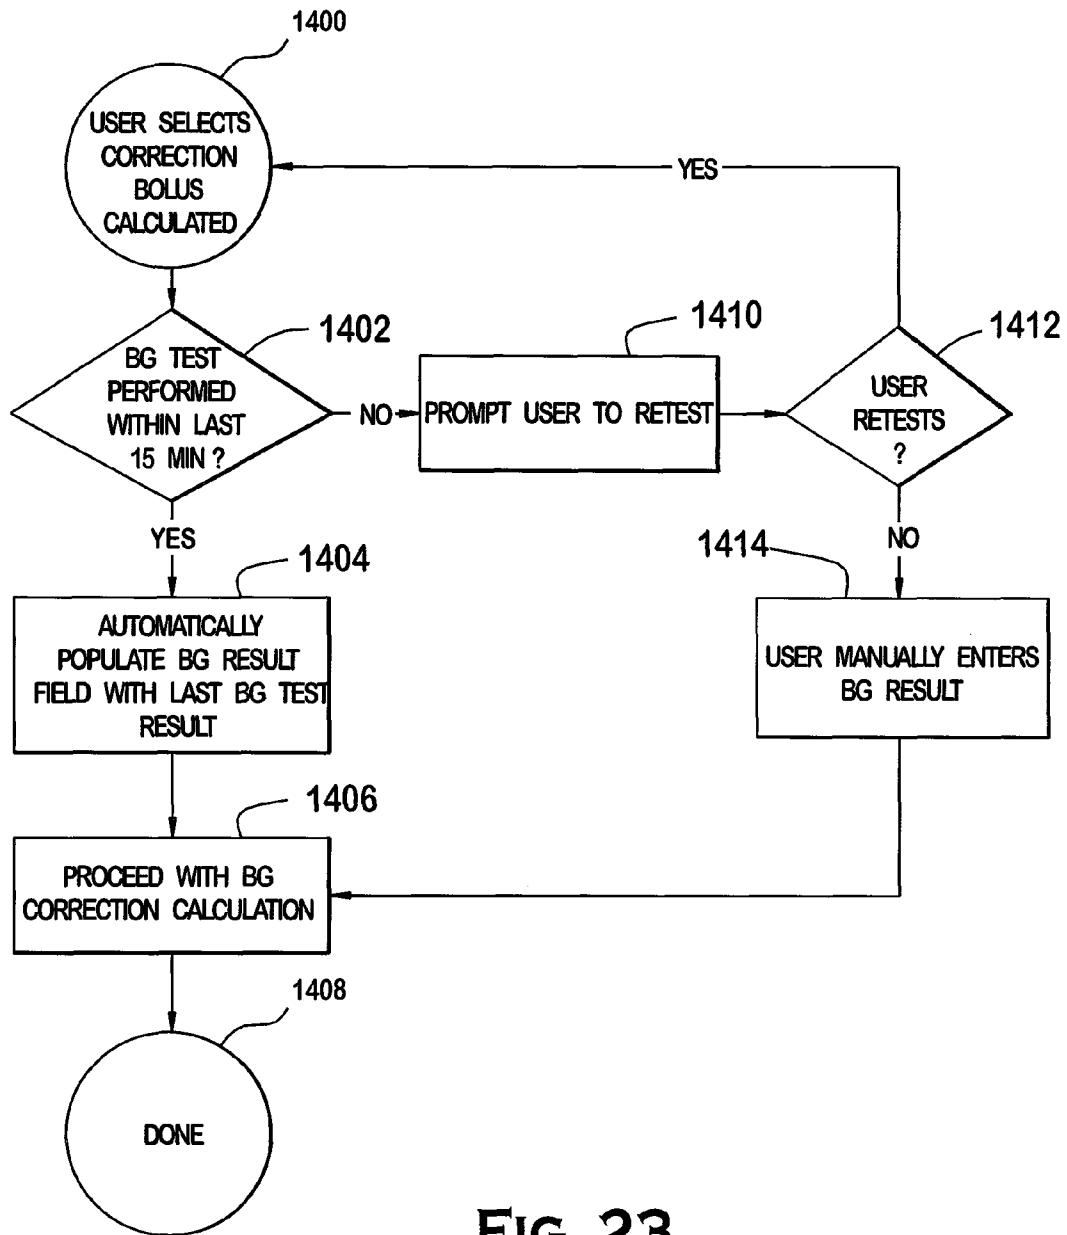 1400
USER SELECTS
CORRECTION
BOLUS
CALCULATED
YES
1402
BG TEST
PERFORMED
WITHIN LAST
15 MIN ?
NO
1410
PROMPT USER TO RETEST
1412
USER
RETESTS
?
YES
NO
1404
AUTOMATICALLY
POPULATE BG RESULT
FIELD WITH LAST BG TEST
RESULT
1414
USER MANUALLY ENTERS
BG RESULT
1406
PROCEED WITH BG
CORRECTION CALCULATION
1408
DONE
FIG. 23